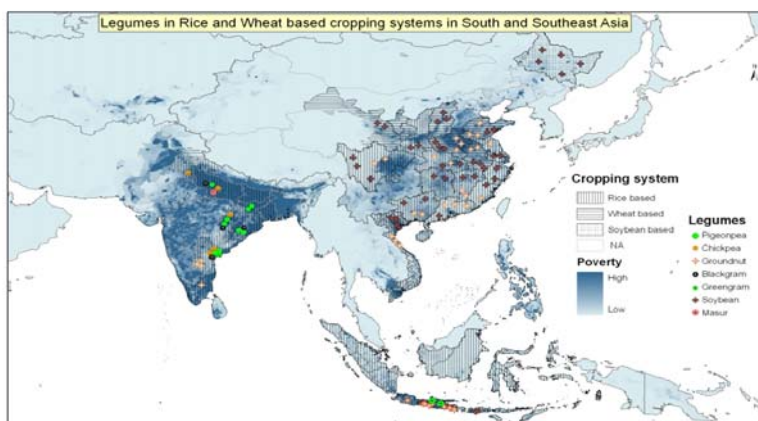 Legumes in Rice and Wheat based cropping systems in South and Southeast Asia
N
Cropping system
Rice based
Wheat based
Soybean based
NA
Poverty
High
Low
Legumes
Pigeonpea
Chickpea
Groundnut
Blackgram
Greengram
Soybean
Masur